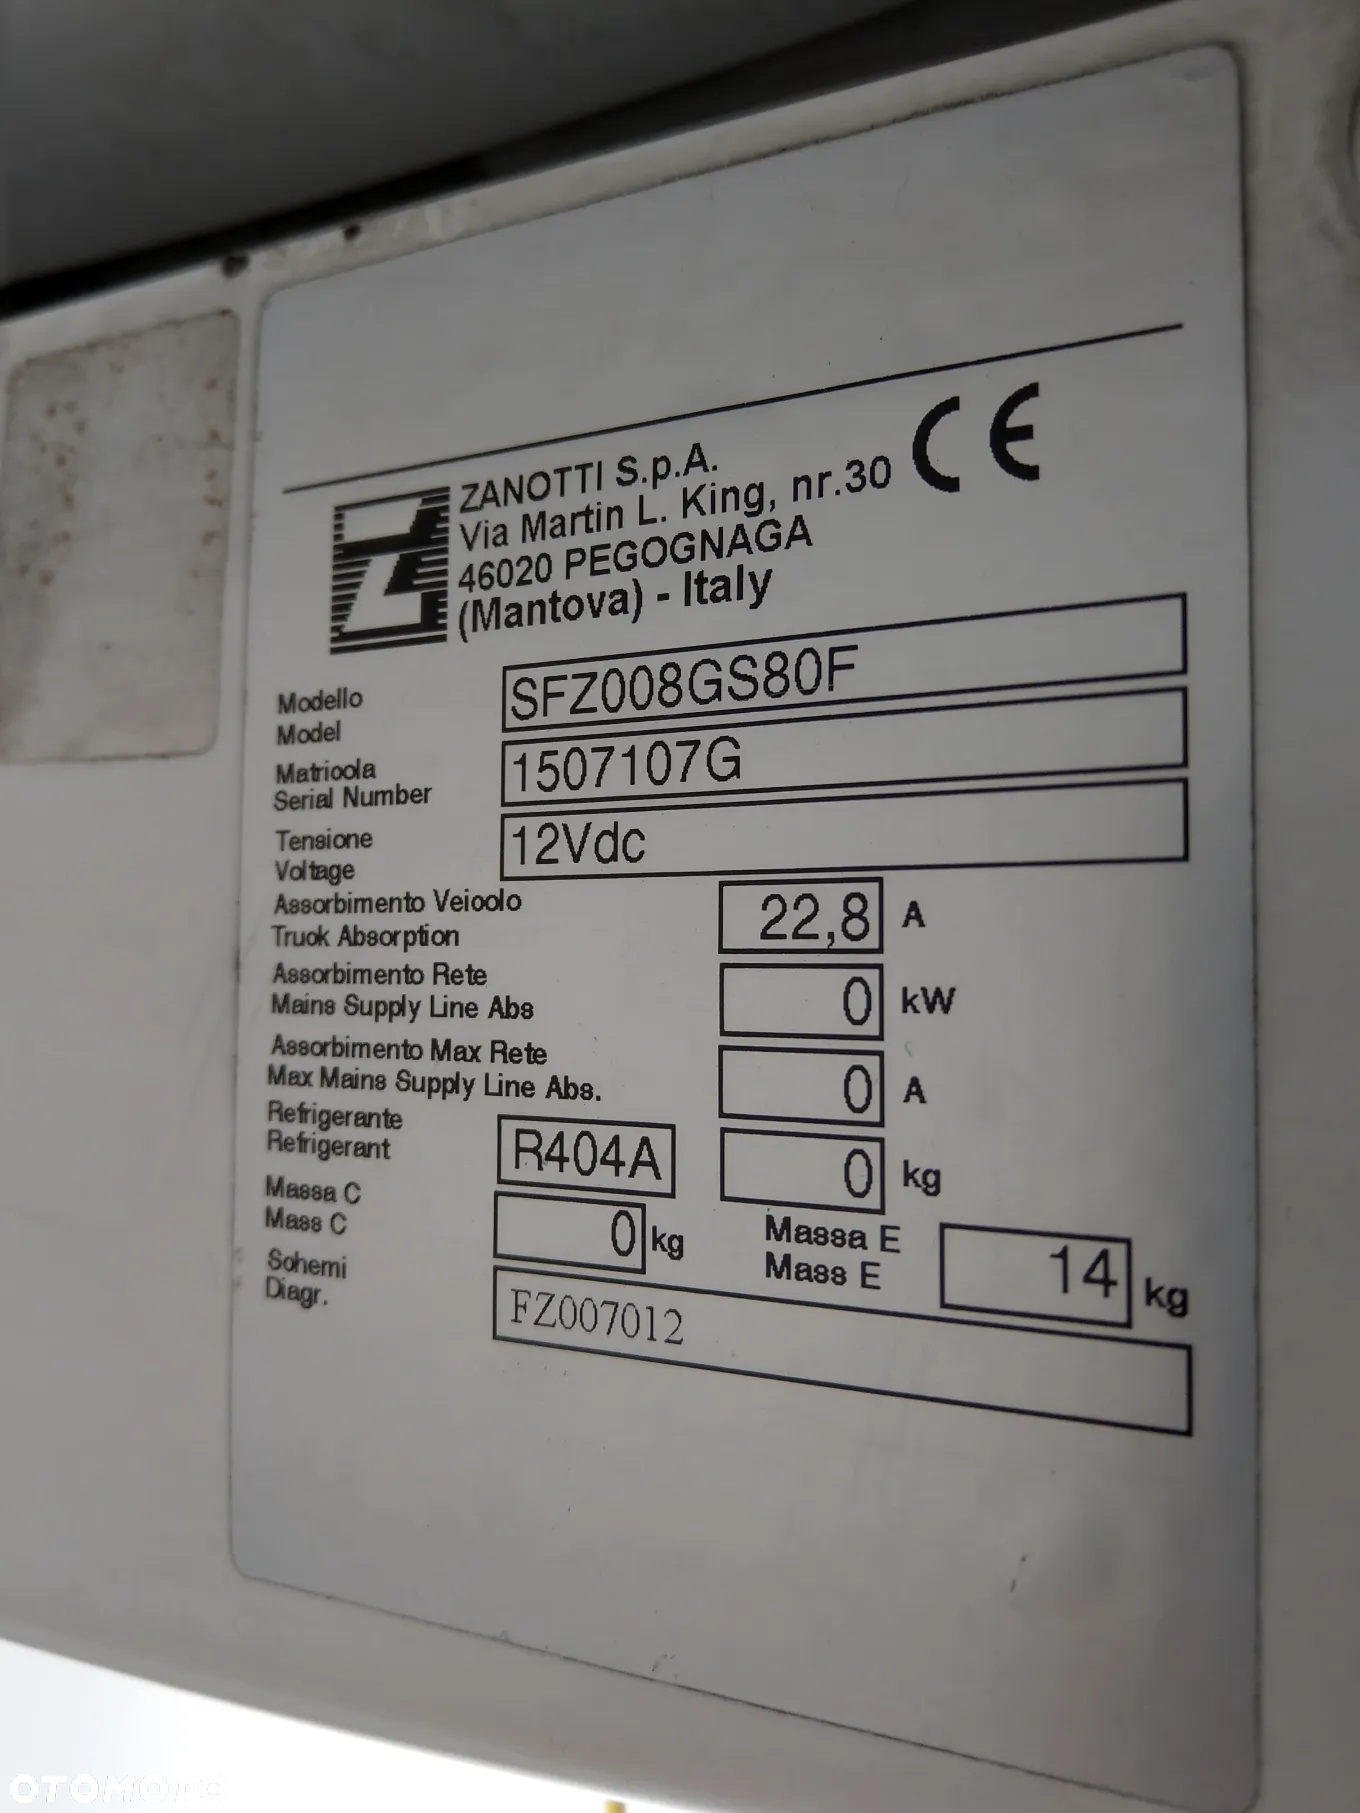 ZANOTTI S.p.A.
Via Martin L. King, nr.30
46020 PEGOGNAGA
(Mantova) - Italy
CE
Modello
Model
SFZ008GS80F
Matricola
Serial Number
1507107G
Tensione
Voltage
12Vdc
Assorbimento Veicolo
Truck Absorption
22,8 A
Assorbimento Rete
Mains Supply Line Abs
0 kW
Assorbimento Max Rete
Max Mains Supply Line Abs.
0 A
Refrigerante
Refrigerant
R404A 0 kg
Massa C
Mass C
0 kg
Massa E
Mass E
14 kg
Schemi
Diagr.
FZ007012
OTOMOTO